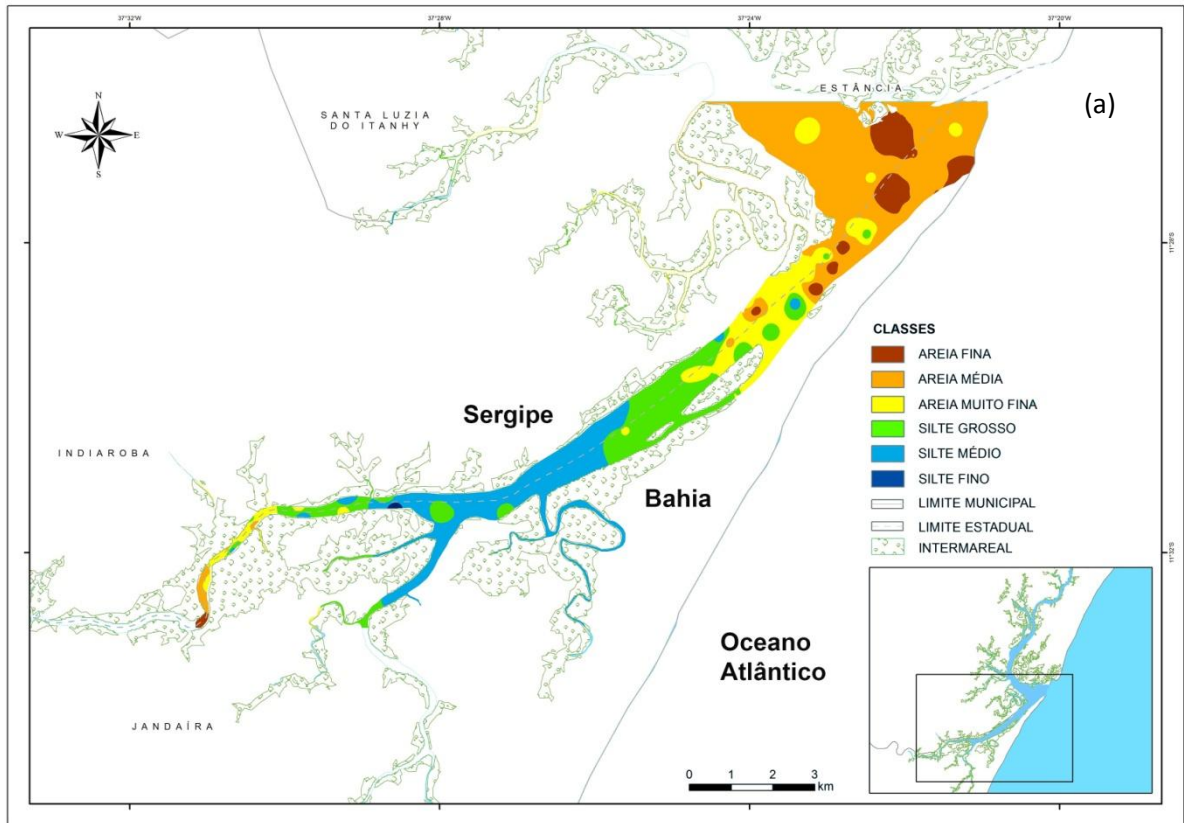 37°32'W 37°28'W 37°24'W 37°20'W
ESTÂNCIA
(a)
N
W E
S
SANTA LUZIA
DO ITANHY
11°28'S
CLASSES
AREIA FINA
AREIA MÉDIA
AREIA MUITO FINA
SILTE GROSSO
SILTE MÉDIO
SILTE FINO
LIMITE MUNICIPAL
LIMITE ESTADUAL
INTERMAREAL
Sergipe
INDIAROBA
Bahia
11°32'S
Oceano
Atlântico
JANDAÍRA
0 1 2 3
km